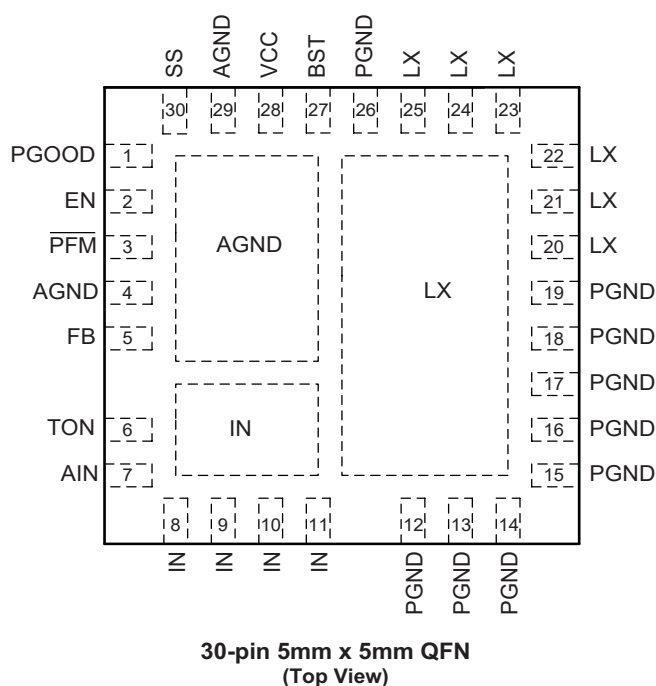 SS AGND VCC BST PGND LX LX LX
30 29 28 27 26 25 24 23
PGOOD 1
EN 2
PFM 3
AGND 4
FB 5
TON 6
AIN 7
AGND
IN
LX
22 LX
21 LX
20 LX
19 PGND
18 PGND
17 PGND
16 PGND
15 PGND
8 9 10 11 12 13 14
IN IN IN IN PGND PGND PGND
30-pin 5mm x 5mm QFN
(Top View)